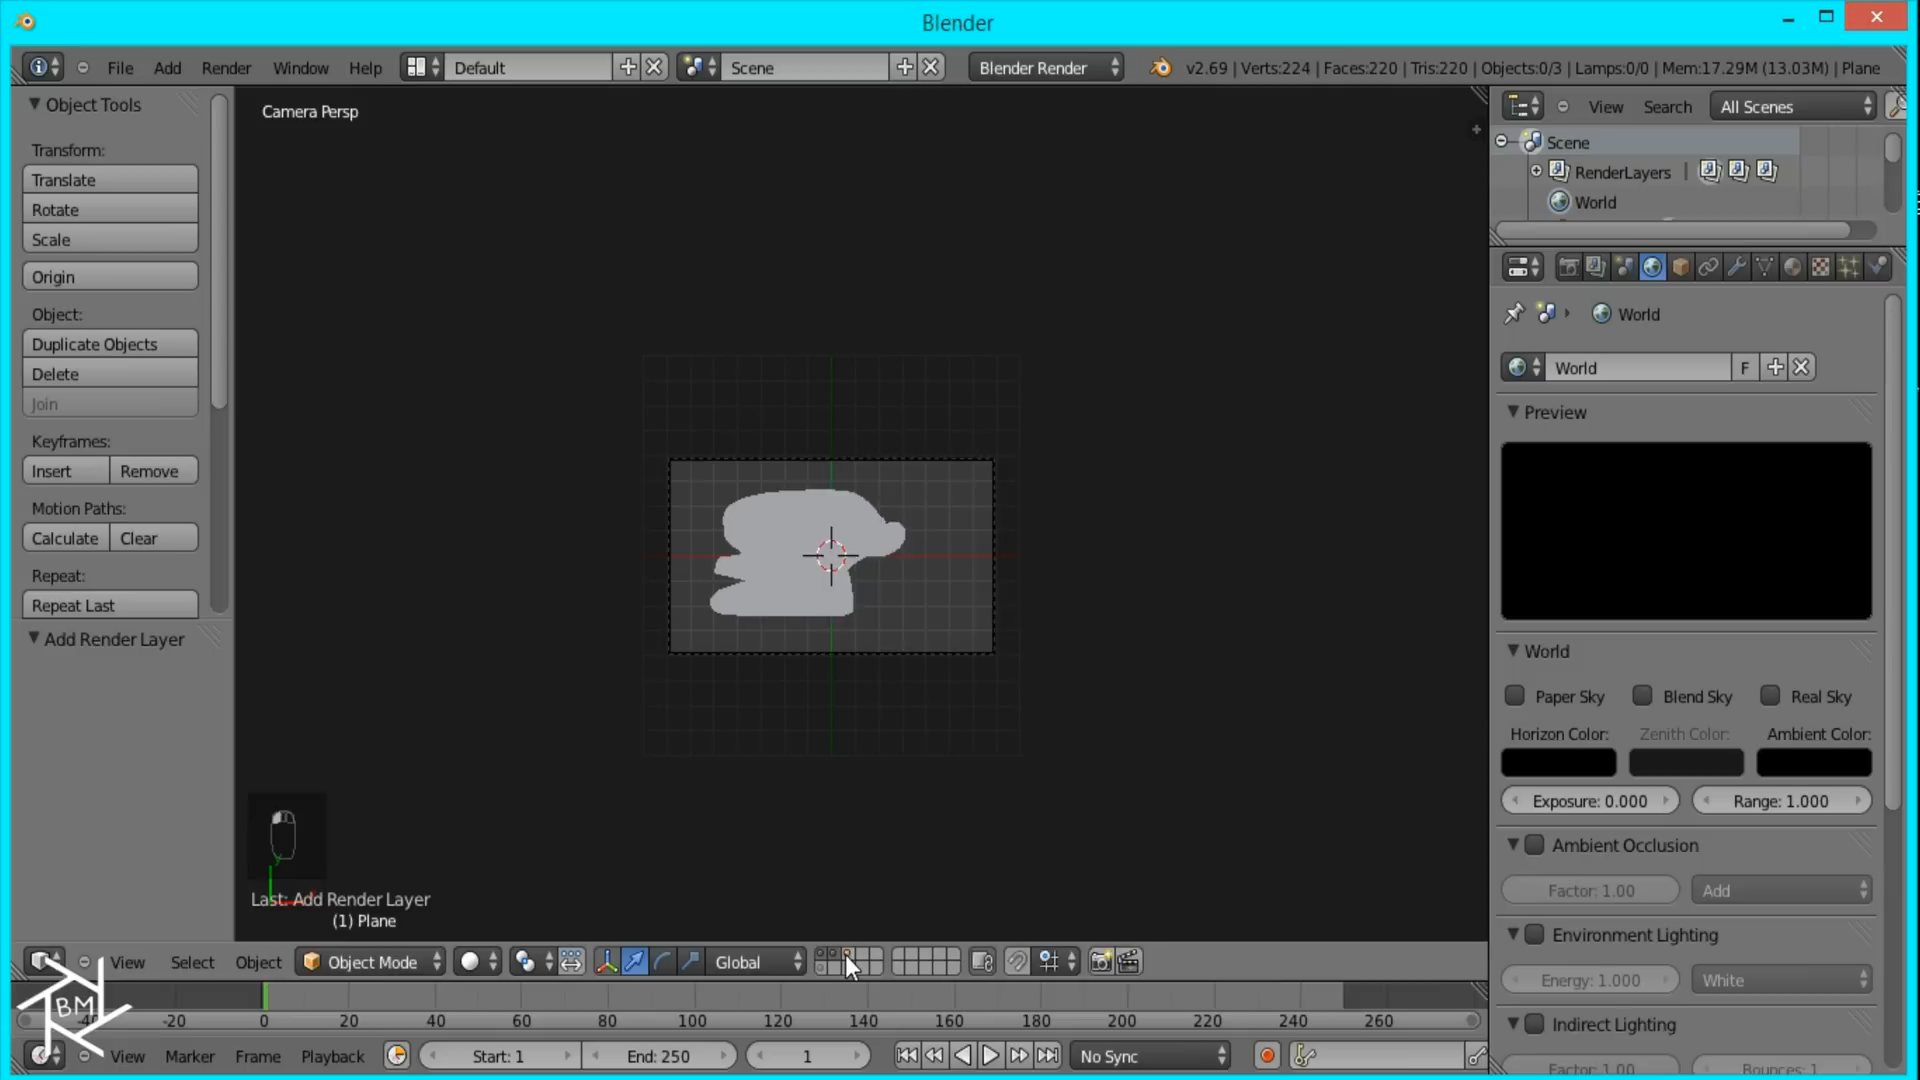 Blender
File Add Render Window Help Default Scene Blender Render v2.69 | Verts:224 | Faces:220 | Tris:220 | Objects:0/3 | Lamps:0/0 | Mem:17.29M (13.03M) | Plane
Object Tools
Transform:
Translate
Rotate
Scale
Origin
Object:
Duplicate Objects
Delete
Join
Keyframes:
Insert Remove
Motion Paths:
Calculate Clear
Repeat:
Repeat Last
Add Render Layer
Camera Persp
Last: Add Render Layer
(1) Plane
View Search All Scenes
Scene
RenderLayers |
World
World
World F
Preview
World
Paper Sky Blend Sky Real Sky
Horizon Color: Zenith Color: Ambient Color:
Exposure: 0.000 Range: 1.000
Ambient Occlusion
Factor: 1.00 Add
Environment Lighting
Energy: 1.000 White
Indirect Lighting
Factor: 1.00 Bounces: 1
View Select Object Object Mode Global
BM
-40 -20 0 20 40 60 80 100 120 140 160 180 200 220 240 260
View Marker Frame Playback Start: 1 End: 250 1 No Sync